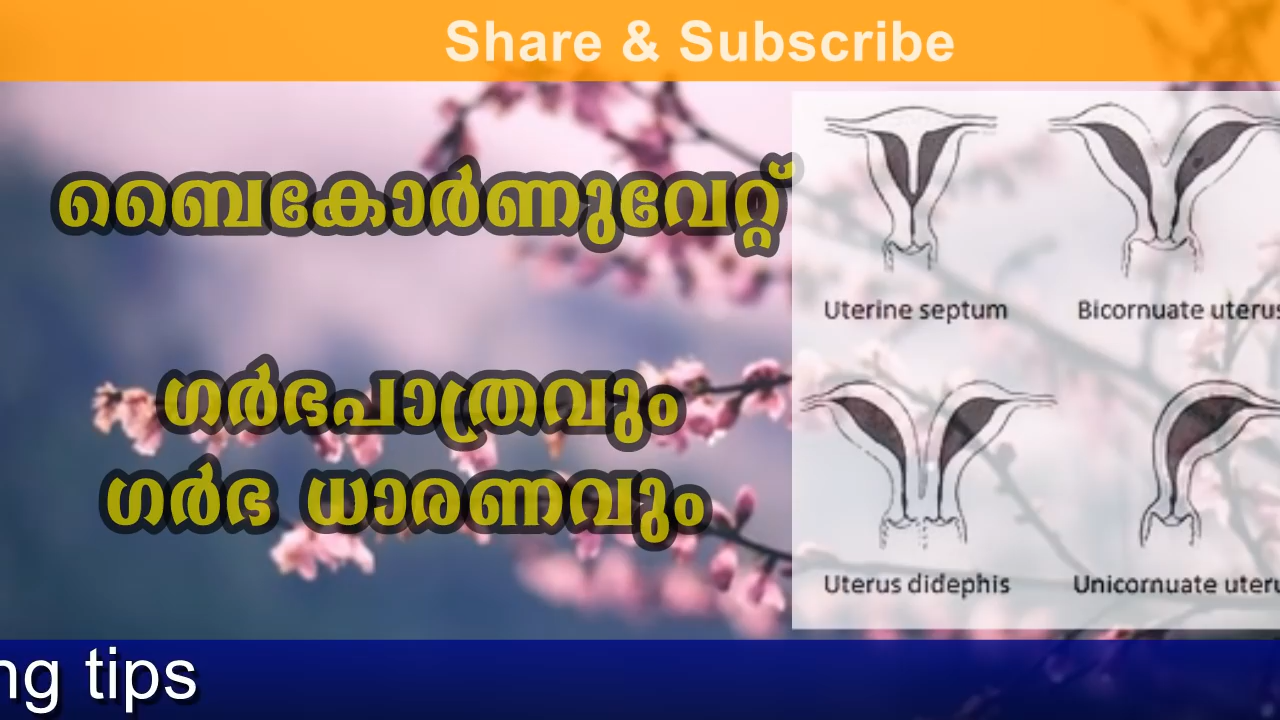 Share & Subscribe
ബൈകോർണുവേറ്റ്
ഗർഭപാത്രവും
ഗർഭ ധാരണവും
Uterine septum
Bicornuate uterus
Uterus didephis
Unicornuate uteru
ng tips